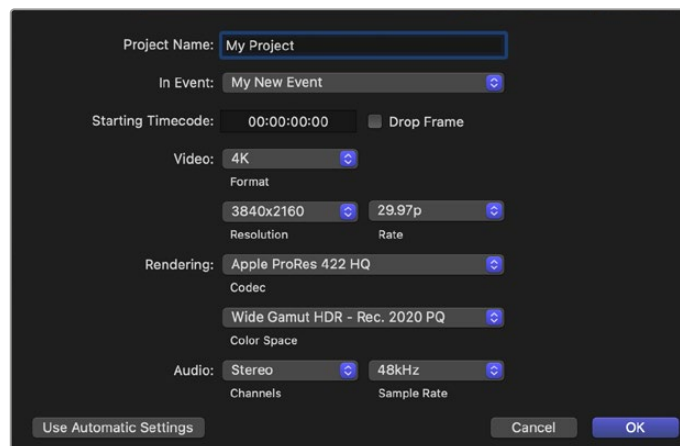 Project Name: My Project
In Event: My New Event
Starting Timecode: 00:00:00:00 Drop Frame
Video: 4K
Format
3840x2160 29.97p
Resolution Rate
Rendering: Apple ProRes 422 HQ
Codec
Wide Gamut HDR - Rec. 2020 PQ
Color Space
Audio: Stereo 48kHz
Channels Sample Rate
Use Automatic Settings Cancel OK